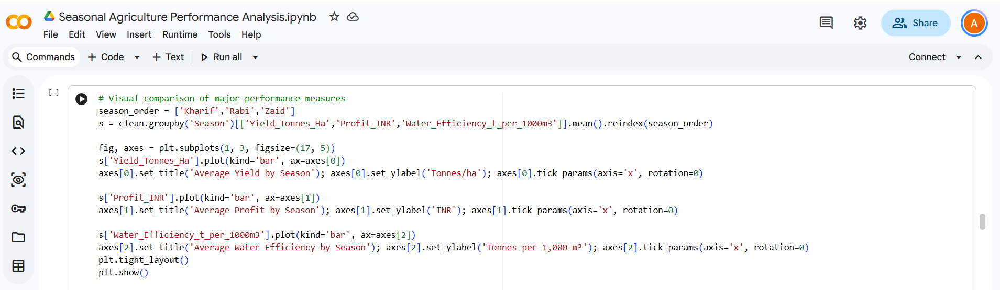 Seasonal Agriculture Performance Analysis.ipynb
File Edit View Insert Runtime Tools Help
Share
A
Commands + Code + Text Run all
Connect
[ ]
# Visual comparison of major performance measures
season_order = ['Kharif','Rabi','Zaid']
s = clean.groupby('Season')[['Yield_Tonnes_Ha','Profit_INR','Water_Efficiency_t_per_1000m3']].mean().reindex(season_order)
fig, axes = plt.subplots(1, 3, figsize=(17, 5))
s['Yield_Tonnes_Ha'].plot(kind='bar', ax=axes[0])
axes[0].set_title('Average Yield by Season'); axes[0].set_ylabel('Tonnes/ha'); axes[0].tick_params(axis='x', rotation=0)
s['Profit_INR'].plot(kind='bar', ax=axes[1])
axes[1].set_title('Average Profit by Season'); axes[1].set_ylabel('INR'); axes[1].tick_params(axis='x', rotation=0)
s['Water_Efficiency_t_per_1000m3'].plot(kind='bar', ax=axes[2])
axes[2].set_title('Average Water Efficiency by Season'); axes[2].set_ylabel('Tonnes per 1,000 m³'); axes[2].tick_params(axis='x', rotation=0)
plt.tight_layout()
plt.show()